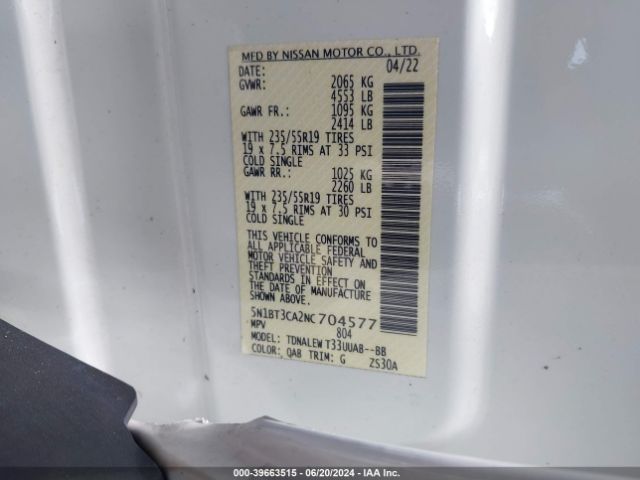 MFD BY NISSAN MOTOR CO., LTD.
DATE: 04/22
GVWR: 2065 KG
4553 LB
GAWR FR.: 1095 KG
2414 LB
WITH 235/55R19 TIRES
19 x 7.5 RIMS AT 33 PSI
COLD SINGLE
GAWR RR.: 1025 KG
2260 LB
WITH 235/55R19 TIRES
19 x 7.5 RIMS AT 30 PSI
COLD SINGLE
THIS VEHICLE CONFORMS TO
ALL APPLICABLE FEDERAL
MOTOR VEHICLE SAFETY AND
THEFT PREVENTION
STANDARDS IN EFFECT ON
THE DATE OF MANUFACTURE
SHOWN ABOVE.
5N1BT3CA2NC704577
MPV 804
MODEL: TDNALEW T33UUAB--BB
COLOR: QAB TRIM: G ZS30A
000-39663515 - 06/20/2024 - IAA Inc.